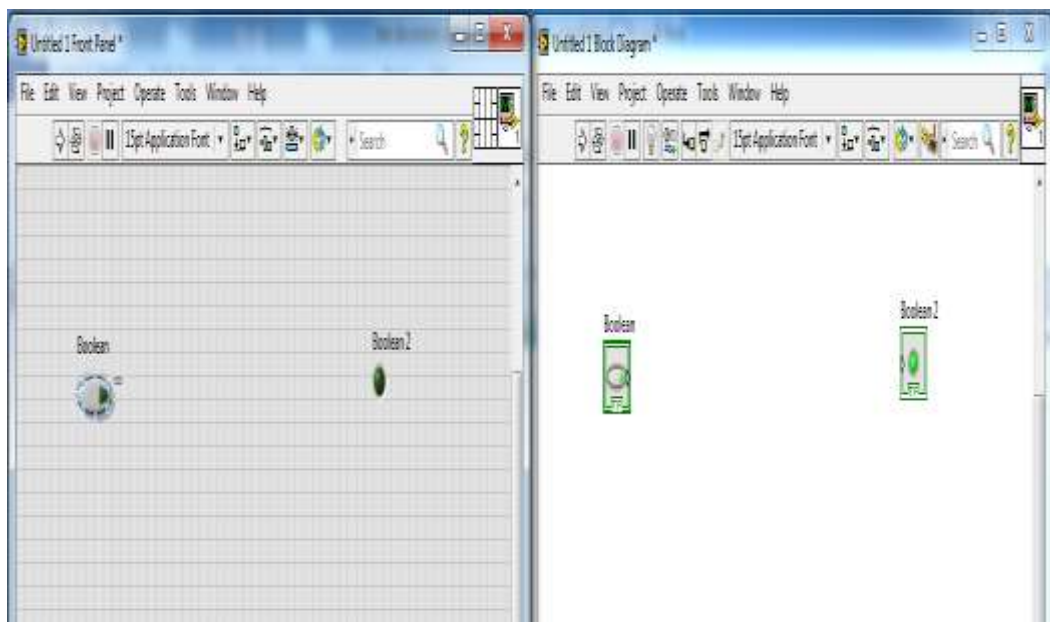 Untitled 1 Front Panel *
File Edit View Project Operate Tools Window Help
15pt Application Font
Search
Boolean
Boolean 2
Untitled 1 Block Diagram *
File Edit View Project Operate Tools Window Help
15pt Application Font
Search
Boolean
TF
Boolean 2
TF